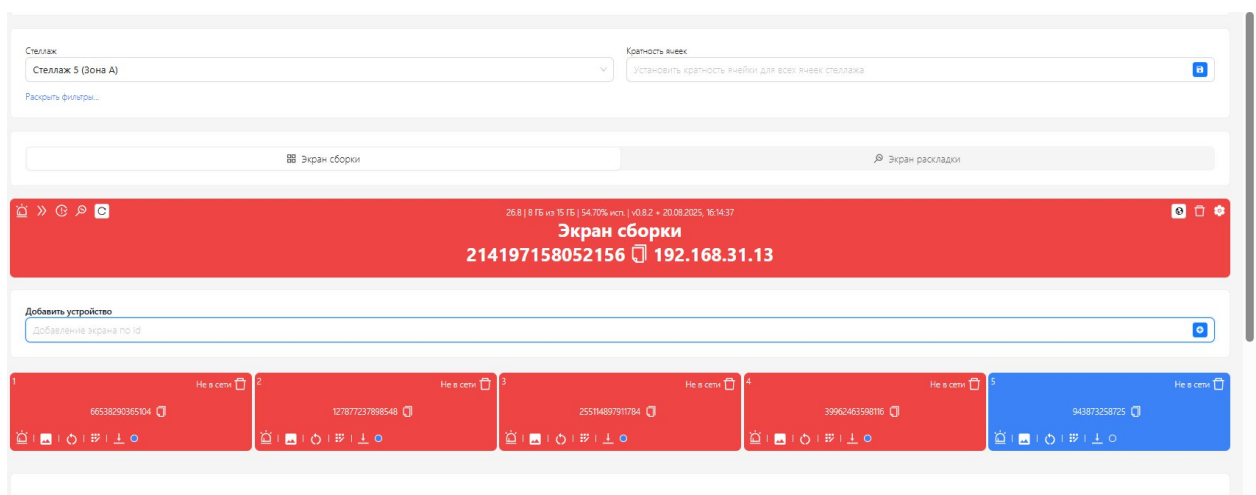 Стеллаж
Кратность ячеек
Стеллаж 5 (Зона А)
Установить кратность ячейки для всех ячеек стеллажа
Раскрыть фильтры...
Экран сборки
Экран раскладки
26.8 | 8 ГБ из 15 ГБ | 54.70% исп. | v0.8.2 + 20.08.2025, 16:14:37
Экран сборки
214197158052156 192.168.31.13
Добавить устройство
Добавление экрана по id
1 Не в сети
66538290365104
2 Не в сети
127877237898548
3 Не в сети
255114897911784
4 Не в сети
39962463598116
5 Не в сети
943873258725